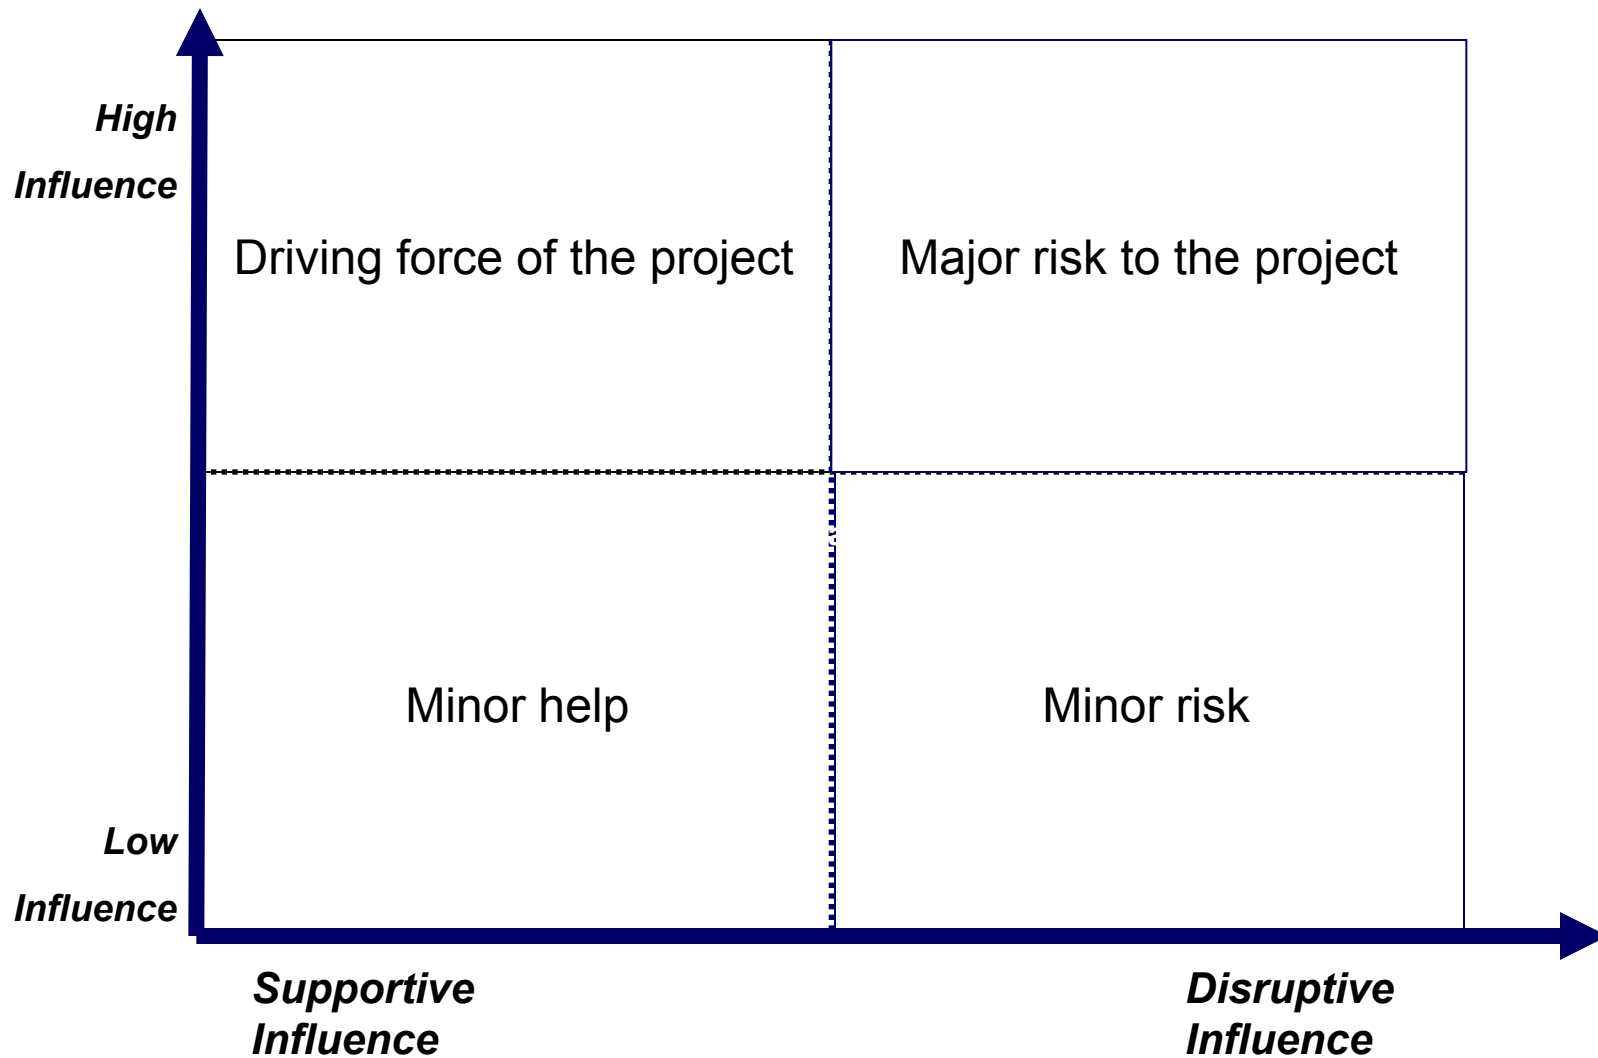 High
Influence
Driving force of the project
Major risk to the project
Minor help
Minor risk
Low
Influence
Supportive
Influence
Disruptive
Influence